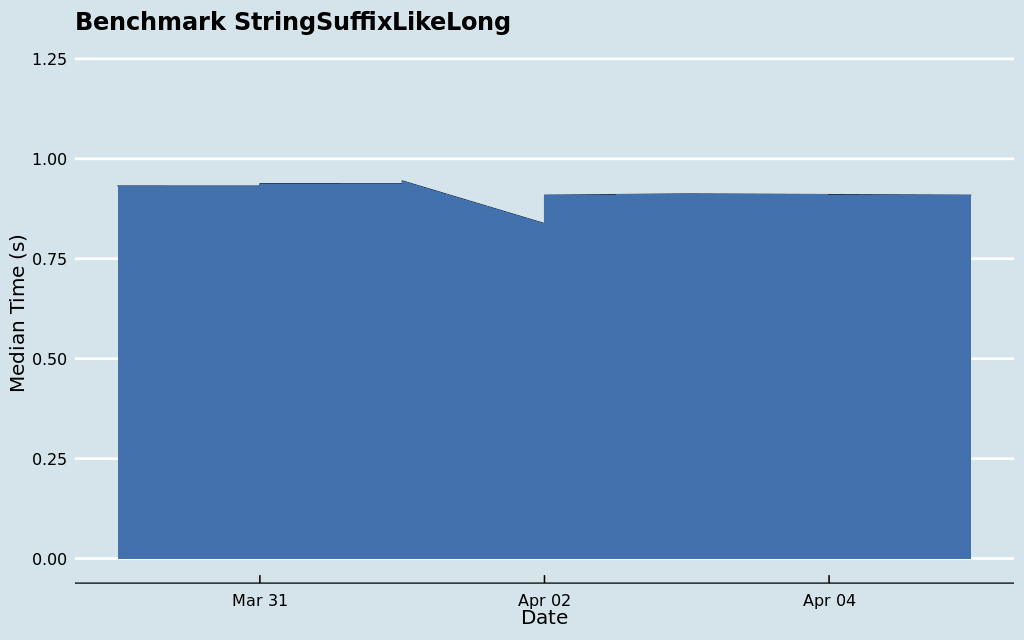 Benchmark StringSuffixLikeLong
1.25
1.00
0.75
0.50
0.25
0.00
Median Time (s)
Mar 31
Apr 02
Apr 04
Date